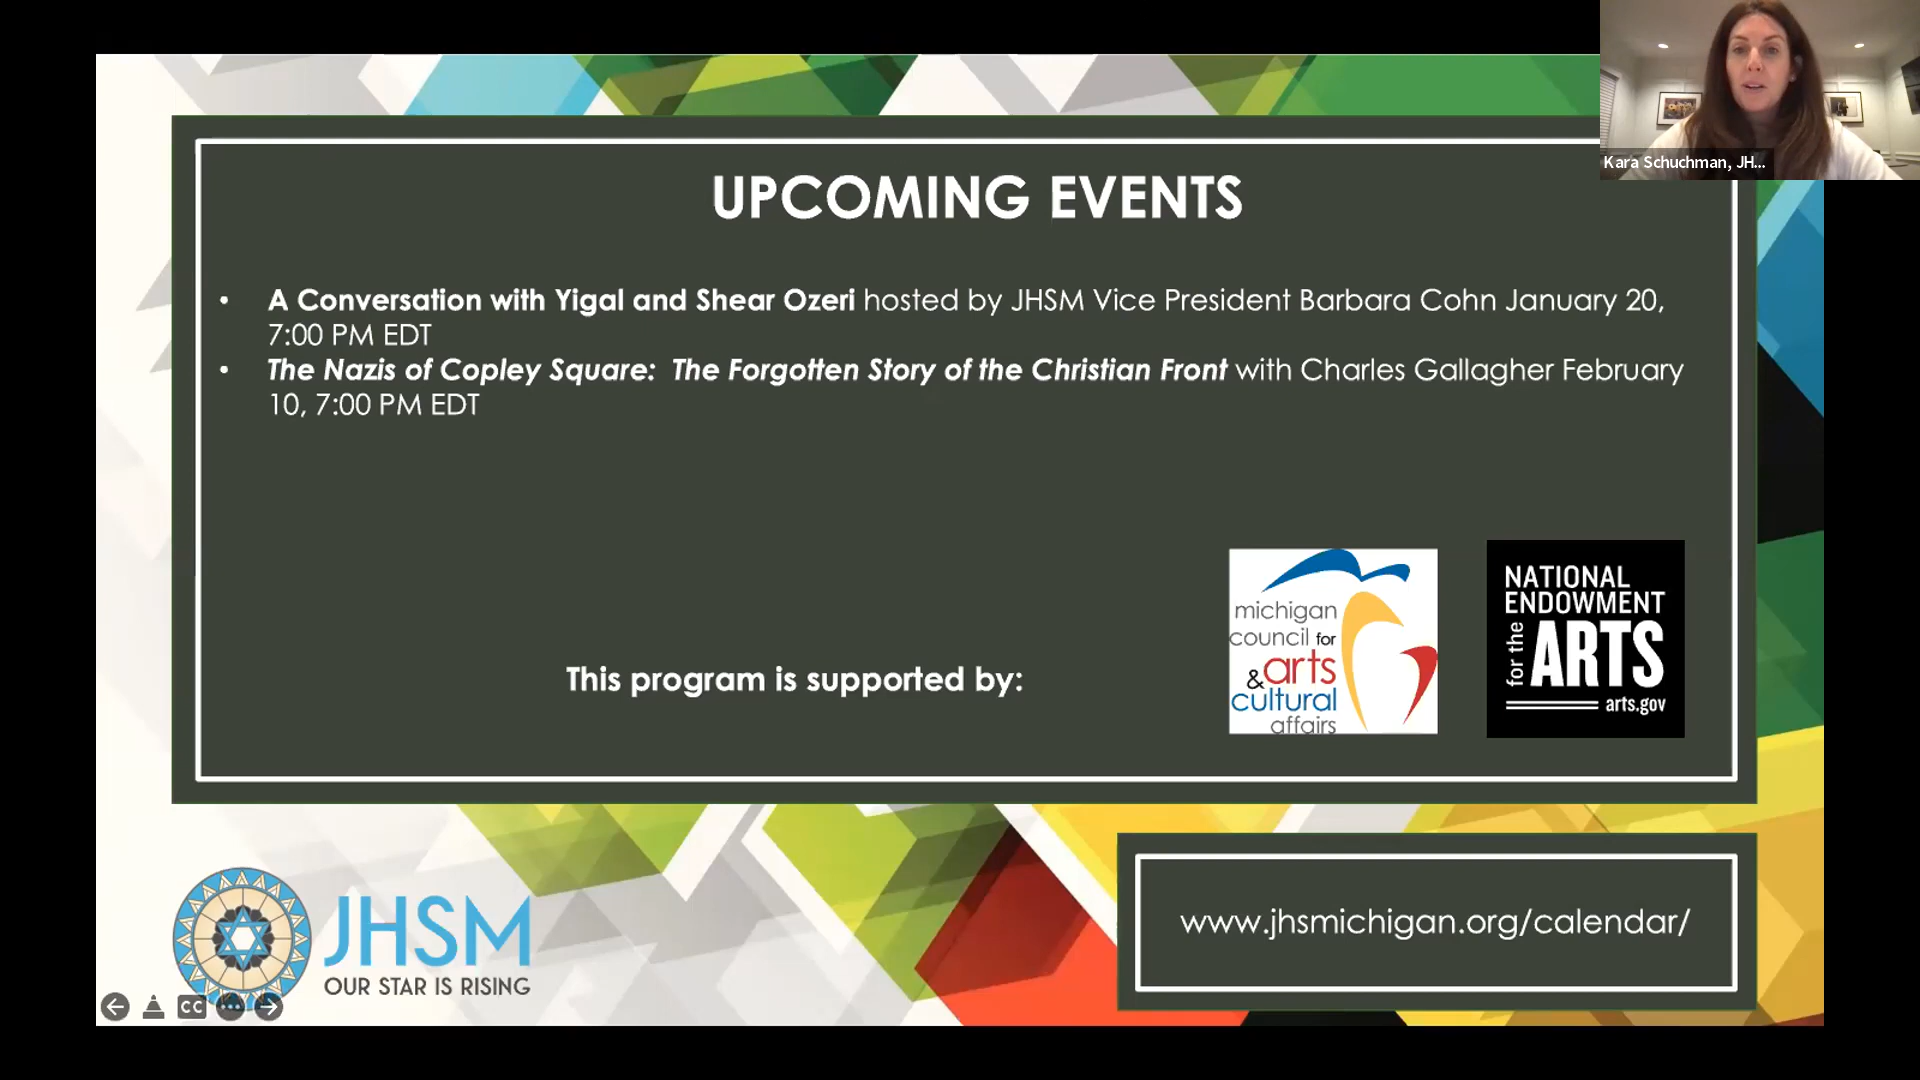 Kara Schuchman, JH...
UPCOMING EVENTS
• A Conversation with Yigal and Shear Ozeri hosted by JHSM Vice President Barbara Cohn January 20,
7:00 PM EDT
• The Nazis of Copley Square: The Forgotten Story of the Christian Front with Charles Gallagher February
10, 7:00 PM EDT
This program is supported by:
michigan
council for
&arts
cultural
affairs
NATIONAL
ENDOWMENT
for the
ARTS
arts.gov
JHSM
OUR STAR IS RISING
www.jhsmichigan.org/calendar/
CC